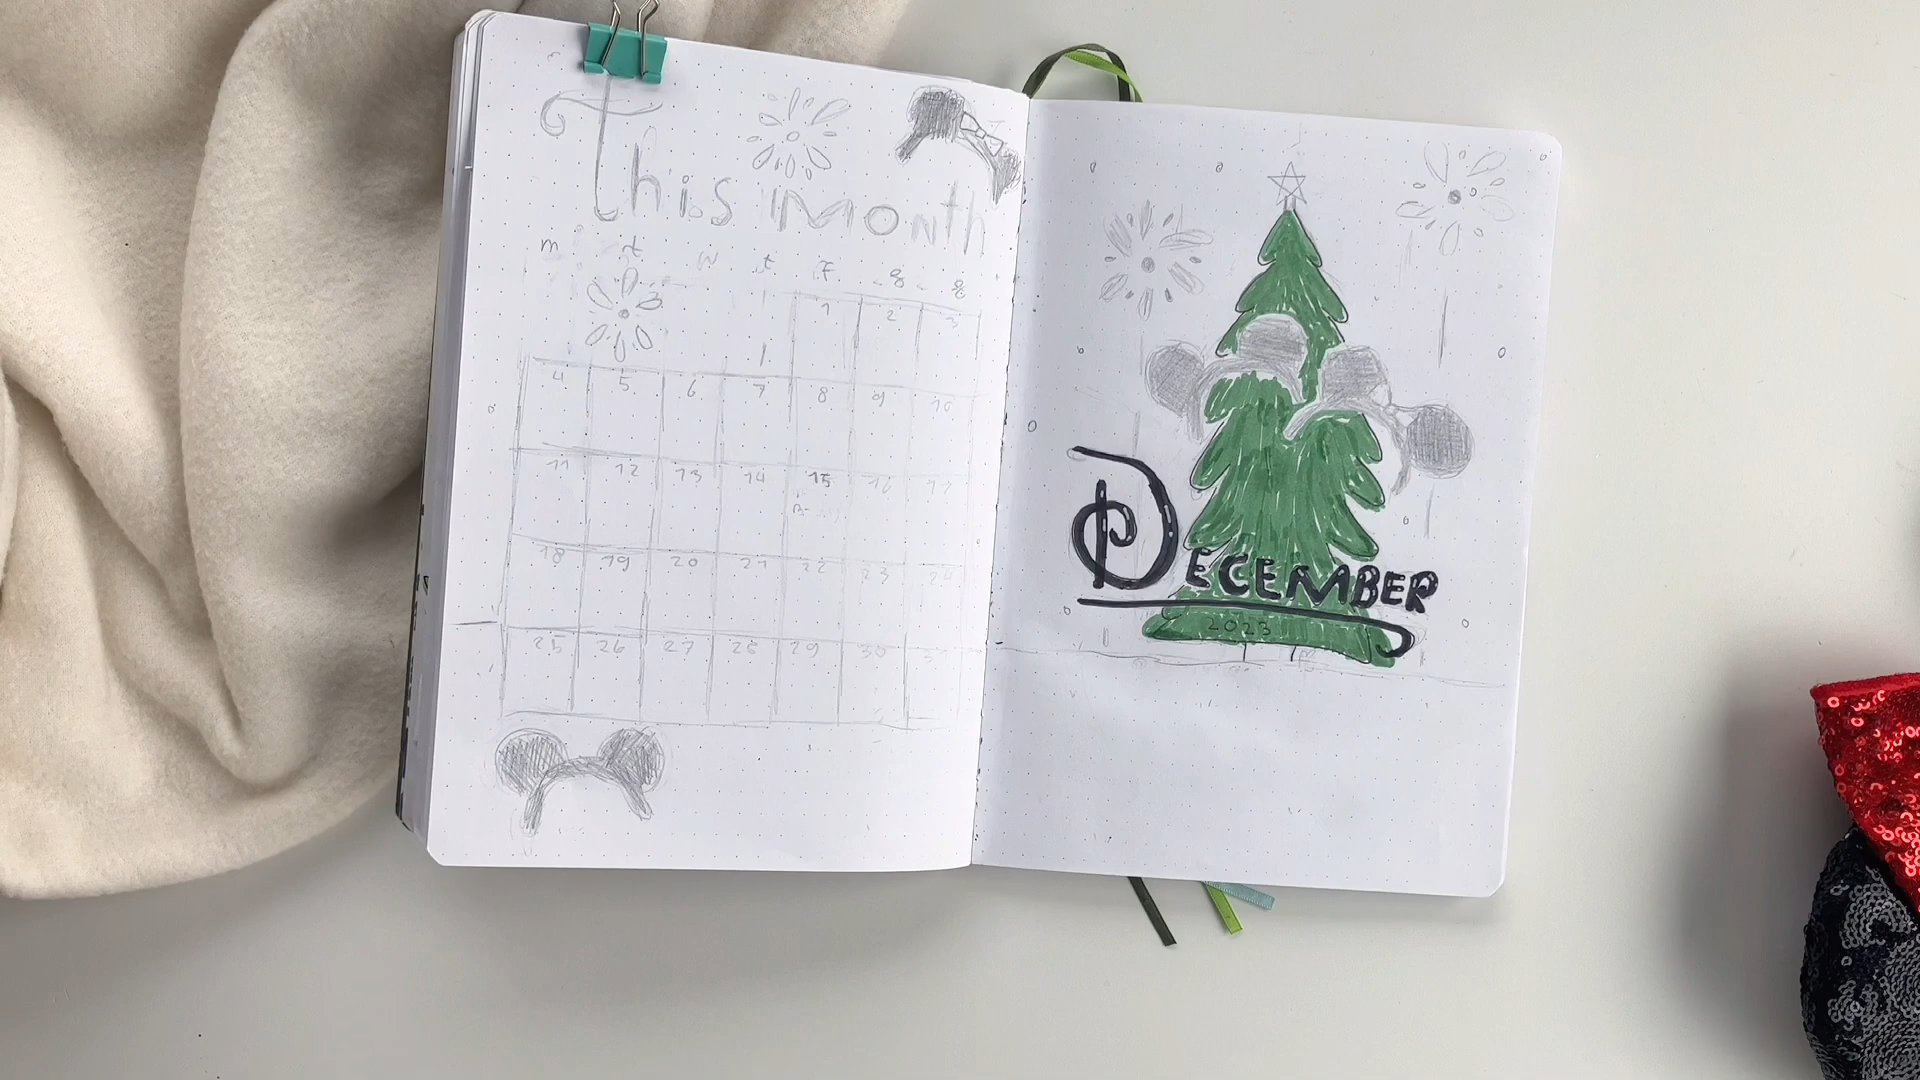 This Month
m t w t F s s
1 2 3
4 5 6 7 8 9 10
11 12 13 14 15 16 17
18 19 20 21 22 23 24
25 26 27 28 29 30 31
DECEMBER
2023